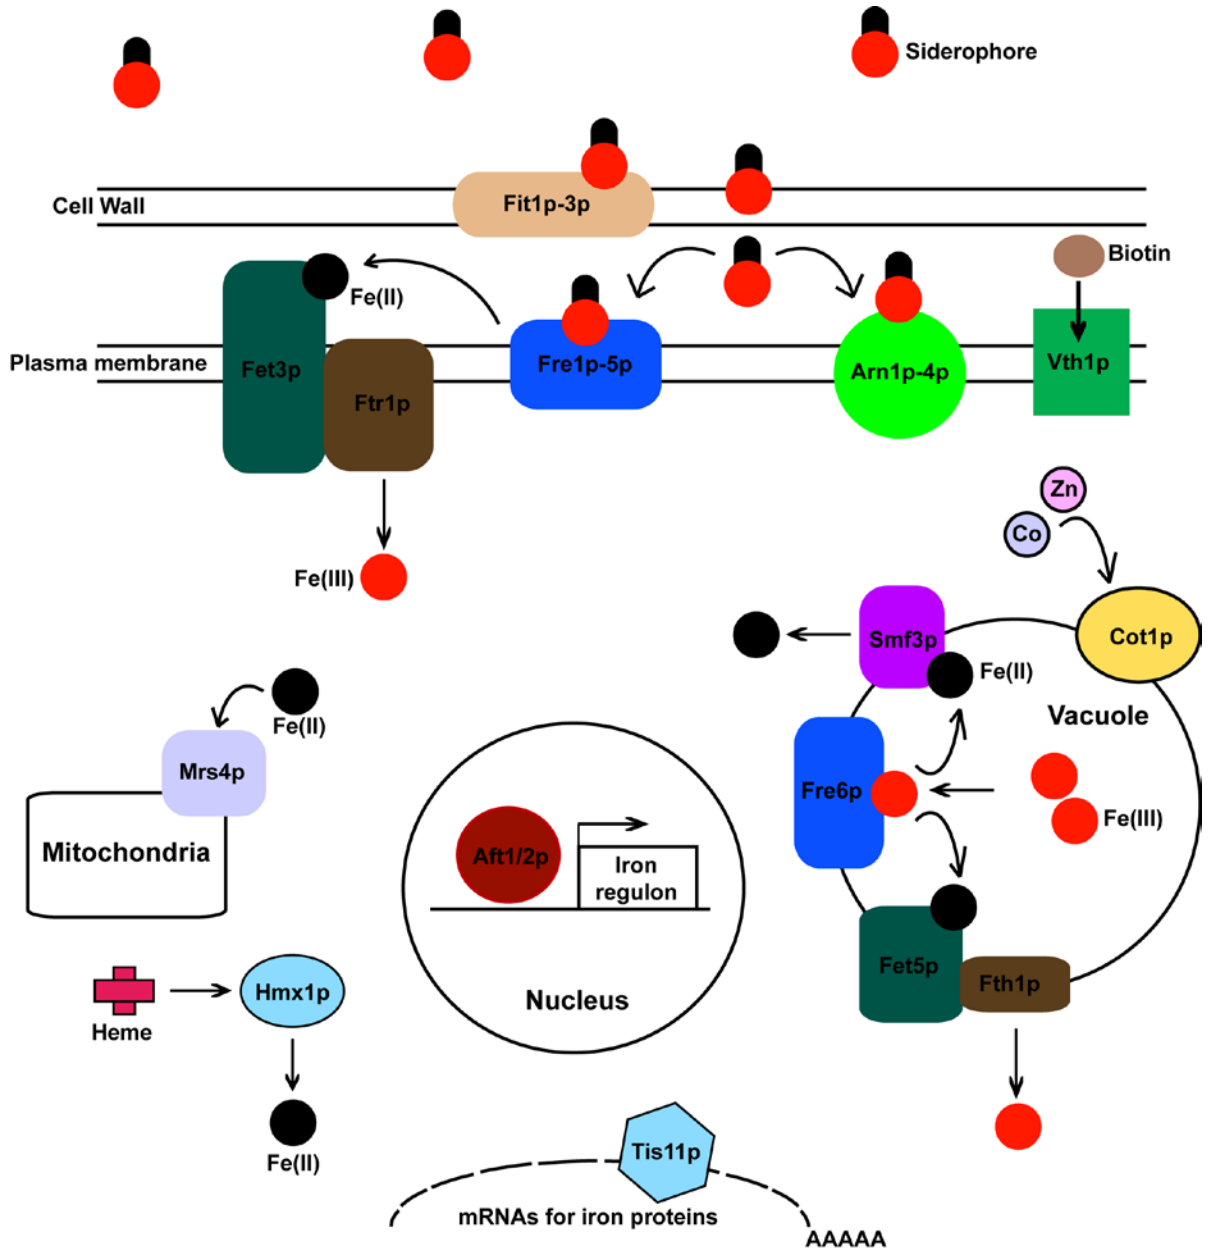 Siderophore
Cell Wall
Fit1p-3p
Biotin
Fe(II)
Plasma membrane
Fet3p
Ftr1p
Fre1p-5p
Arn1p-4p
Vth1p
Zn
Co
Fe(III)
Smf3p
Cot1p
Fe(II)
Vacuole
Fe(II)
Mrs4p
Fre6p
Fe(III)
Mitochondria
Aft1/2p
Iron
regulon
Fet5p
Fth1p
Nucleus
Hmx1p
Heme
Fe(II)
Tis11p
mRNAs for iron proteins
AAAAA